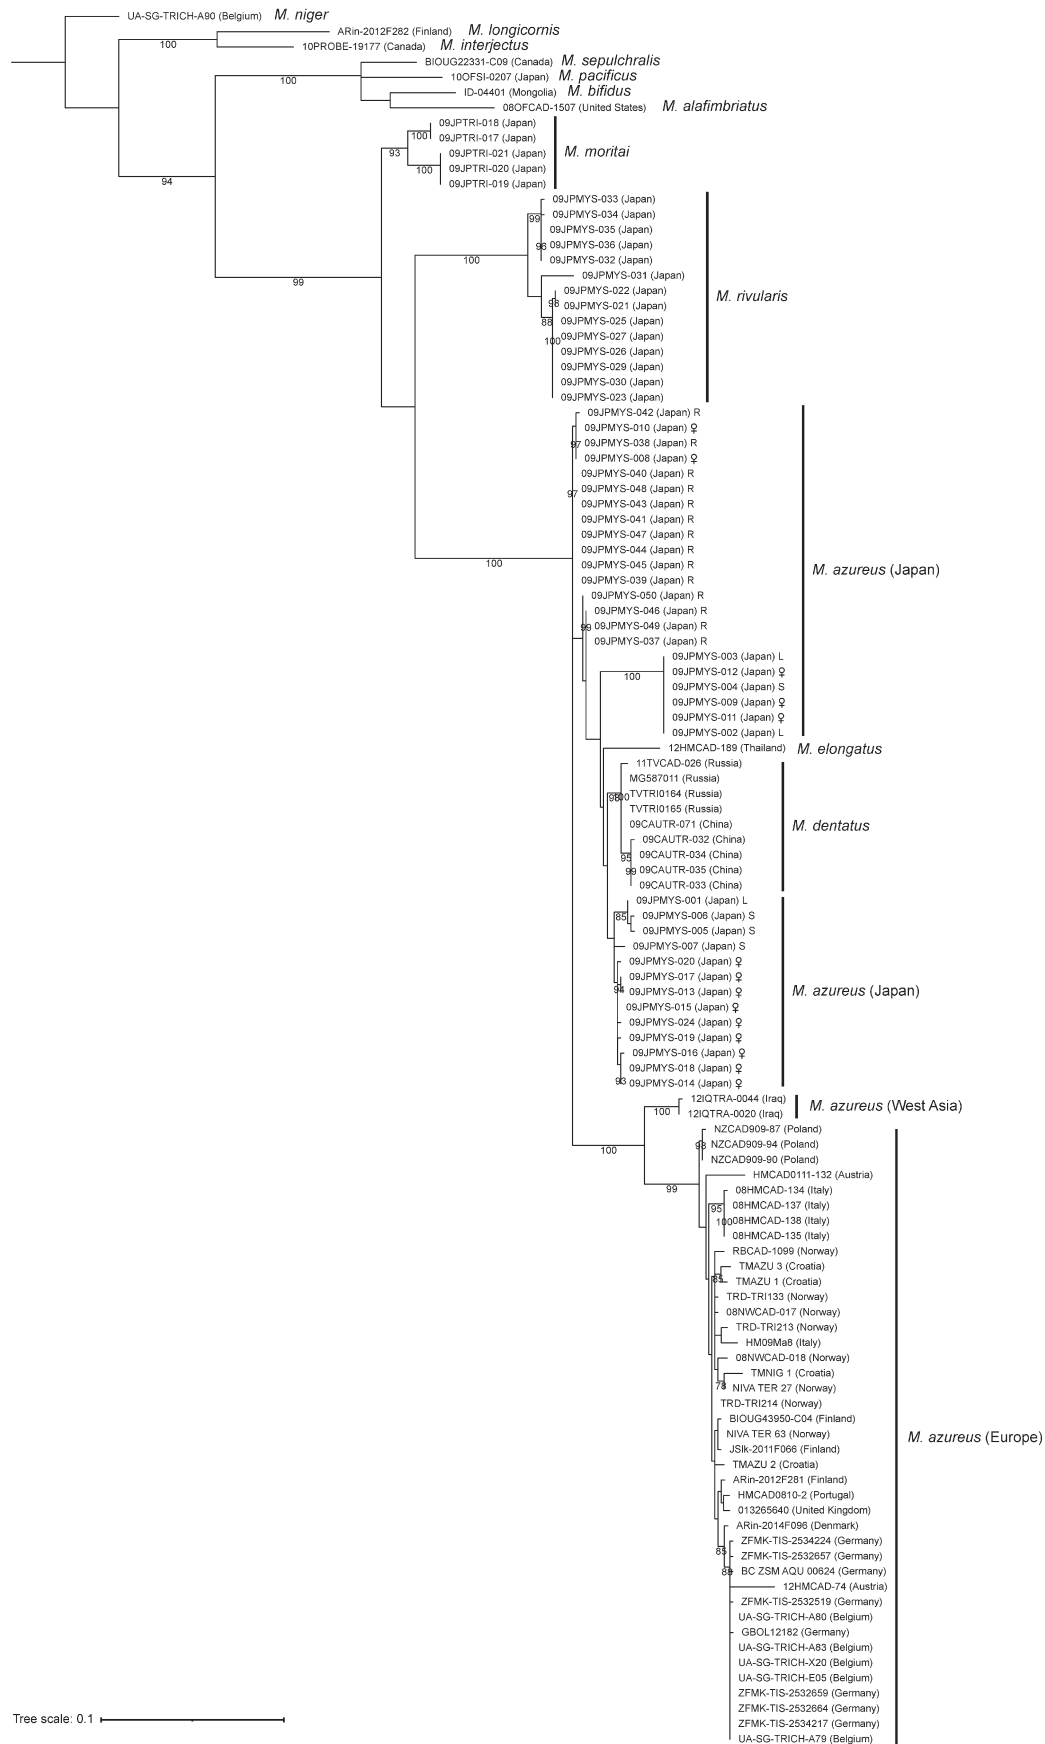 UA-SG-TRICH-A90 (Belgium) M. niger
ARin-2012F282 (Finland) M. longicornis
100
10PROBE-19177 (Canada) M. interjectus
BIOUG22331-C09 (Canada) M. sepulchralis
100
10OFSI-0207 (Japan) M. pacificus
ID-04401 (Mongolia) M. bifidus
08OFCAD-1507 (United States) M. alafimbriatus
09JPTRI-018 (Japan)
100
09JPTRI-017 (Japan)
93
09JPTRI-021 (Japan)
M. moritai
100
09JPTRI-020 (Japan)
94
09JPTRI-019 (Japan)
09JPMYS-033 (Japan)
99
09JPMYS-034 (Japan)
09JPMYS-035 (Japan)
96
09JPMYS-036 (Japan)
100
09JPMYS-032 (Japan)
99
09JPMYS-031 (Japan)
09JPMYS-022 (Japan)
M. rivularis
98
09JPMYS-021 (Japan)
88
09JPMYS-025 (Japan)
09JPMYS-027 (Japan)
100
09JPMYS-026 (Japan)
09JPMYS-029 (Japan)
09JPMYS-030 (Japan)
09JPMYS-023 (Japan)
09JPMYS-042 (Japan) R
09JPMYS-010 (Japan) ♀
97
09JPMYS-038 (Japan) R
09JPMYS-008 (Japan) ♀
09JPMYS-040 (Japan) R
97
09JPMYS-048 (Japan) R
09JPMYS-043 (Japan) R
09JPMYS-041 (Japan) R
09JPMYS-047 (Japan) R
09JPMYS-044 (Japan) R
100
09JPMYS-045 (Japan) R
M. azureus (Japan)
09JPMYS-039 (Japan) R
09JPMYS-050 (Japan) R
09JPMYS-046 (Japan) R
99
09JPMYS-049 (Japan) R
09JPMYS-037 (Japan) R
09JPMYS-003 (Japan) L
100
09JPMYS-012 (Japan) ♀
09JPMYS-004 (Japan) S
09JPMYS-009 (Japan) ♀
09JPMYS-011 (Japan) ♀
09JPMYS-002 (Japan) L
12HMCAD-189 (Thailand) M. elongatus
11TVCAD-026 (Russia)
MG587011 (Russia)
100
TVTRI0164 (Russia)
TVTRI0165 (Russia)
09CAUTR-071 (China)
M. dentatus
09CAUTR-032 (China)
95
09CAUTR-034 (China)
99
09CAUTR-035 (China)
09CAUTR-033 (China)
09JPMYS-001 (Japan) L
85
09JPMYS-006 (Japan) S
09JPMYS-005 (Japan) S
09JPMYS-007 (Japan) S
09JPMYS-020 (Japan) ♀
09JPMYS-017 (Japan) ♀
94
09JPMYS-013 (Japan) ♀
M. azureus (Japan)
09JPMYS-015 (Japan) ♀
09JPMYS-024 (Japan) ♀
09JPMYS-019 (Japan) ♀
09JPMYS-016 (Japan) ♀
09JPMYS-018 (Japan) ♀
93
09JPMYS-014 (Japan) ♀
12IQTRA-0044 (Iraq)
M. azureus (West Asia)
100
12IQTRA-0020 (Iraq)
NZCAD909-87 (Poland)
98
NZCAD909-94 (Poland)
100
NZCAD909-90 (Poland)
HMCAD0111-132 (Austria)
99
08HMCAD-134 (Italy)
95
08HMCAD-137 (Italy)
100
08HMCAD-138 (Italy)
08HMCAD-135 (Italy)
RBCAD-1099 (Norway)
TMAZU 3 (Croatia)
85
TMAZU 1 (Croatia)
TRD-TRI133 (Norway)
08NWCAD-017 (Norway)
TRD-TRI213 (Norway)
HM09Ma8 (Italy)
08NWCAD-018 (Norway)
TMNIG 1 (Croatia)
78
NIVA TER 27 (Norway)
TRD-TRI214 (Norway)
BIOUG43950-C04 (Finland)
NIVA TER 63 (Norway)
M. azureus (Europe)
JSIk-2011F066 (Finland)
TMAZU 2 (Croatia)
ARin-2012F281 (Finland)
HMCAD0810-2 (Portugal)
013265640 (United Kingdom)
ARin-2014F096 (Denmark)
ZFMK-TIS-2534224 (Germany)
85
ZFMK-TIS-2532657 (Germany)
88
BC ZSM AQU 00624 (Germany)
12HMCAD-74 (Austria)
ZFMK-TIS-2532519 (Germany)
UA-SG-TRICH-A80 (Belgium)
GBOL12182 (Germany)
UA-SG-TRICH-A83 (Belgium)
UA-SG-TRICH-X20 (Belgium)
UA-SG-TRICH-E05 (Belgium)
ZFMK-TIS-2532659 (Germany)
ZFMK-TIS-2532664 (Germany)
Tree scale: 0.1
ZFMK-TIS-2534217 (Germany)
UA-SG-TRICH-A79 (Belgium)